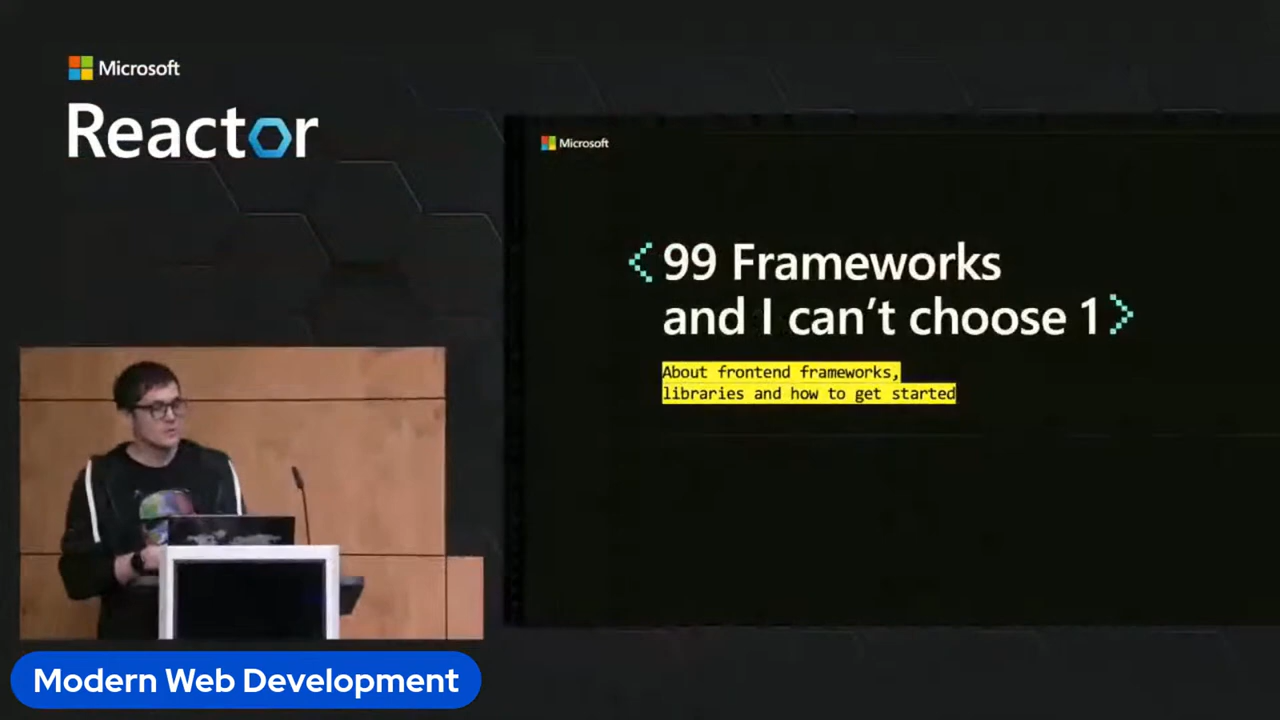 Microsoft
Reactor
Microsoft
< 99 Frameworks
and I can’t choose 1 >
About frontend frameworks,
libraries and how to get started
Modern Web Development